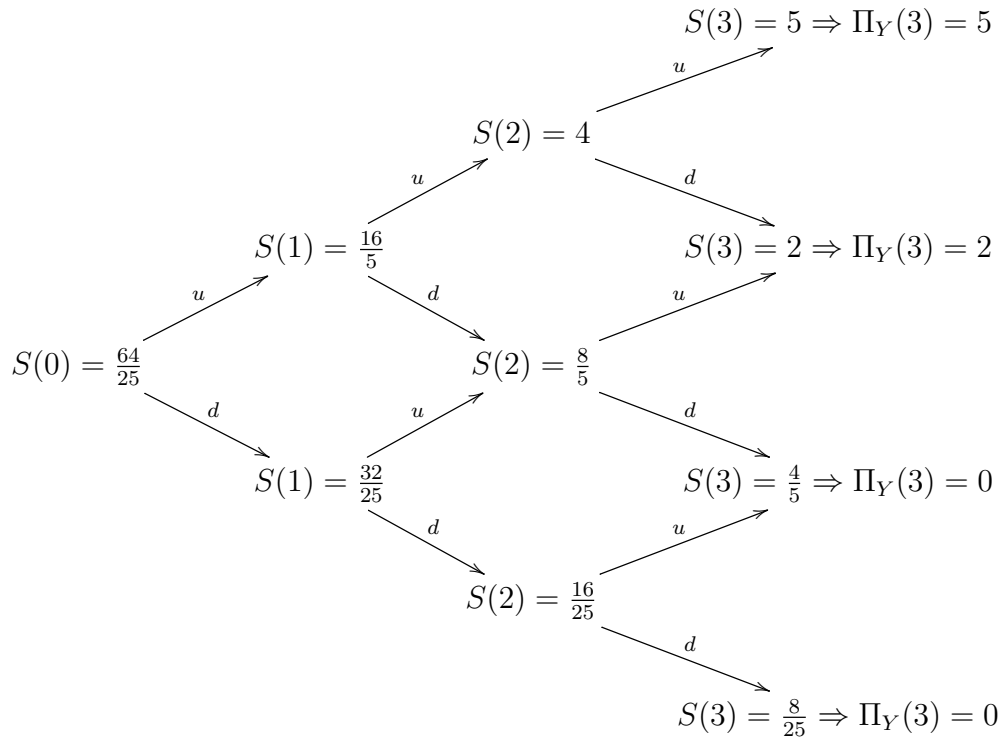 S(3) = 5 ⇒ Π_Y(3) = 5
u
S(2) = 4
u
d
S(1) = 16/5
S(3) = 2 ⇒ Π_Y(3) = 2
u
d
u
S(0) = 64/25
S(2) = 8/5
d
u
d
S(1) = 32/25
S(3) = 4/5 ⇒ Π_Y(3) = 0
d
u
S(2) = 16/25
d
S(3) = 8/25 ⇒ Π_Y(3) = 0